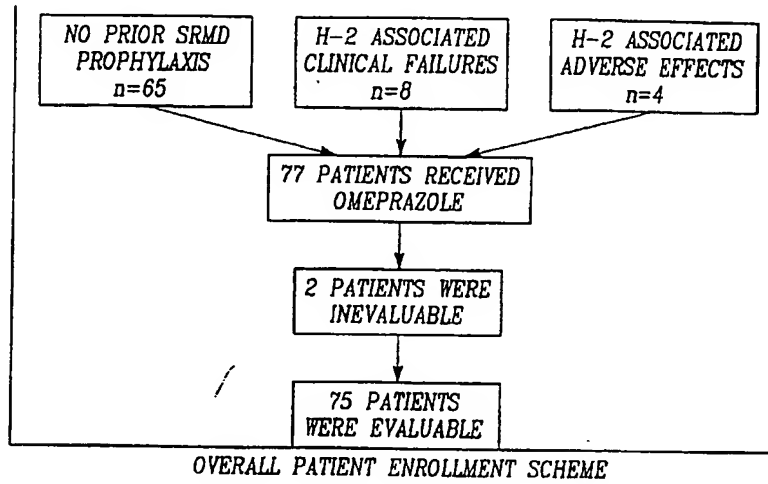 NO PRIOR SRMD
PROPHYLAXIS
n=65
H-2 ASSOCIATED
CLINICAL FAILURES
n=8
H-2 ASSOCIATED
ADVERSE EFFECTS
n=4
77 PATIENTS RECEIVED
OMEPRAZOLE
2 PATIENTS WERE
INEVALUABLE
75 PATIENTS
WERE EVALUABLE
OVERALL PATIENT ENROLLMENT SCHEME